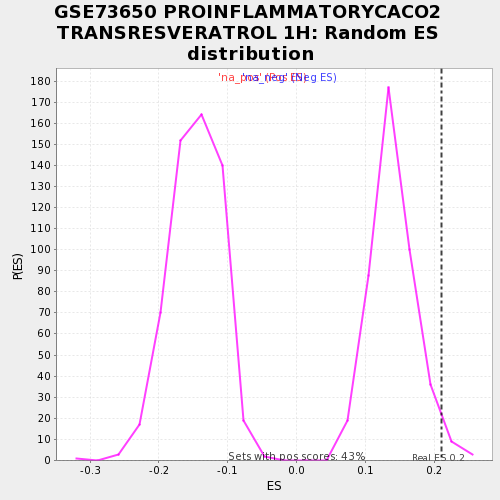 GSE73650 PROINFLAMMATORYCACO2
TRANSRESVERATROL 1H: Random ES
distribution
'na_pos' (Pos ES)
'na_neg' (Neg ES)
P(ES)
180
170
160
150
140
130
120
110
100
90
80
70
60
50
40
30
20
10
0
Sets with pos scores: 43%
Real ES 0.2
-0.3 -0.2 -0.1 0.0 0.1 0.2
ES